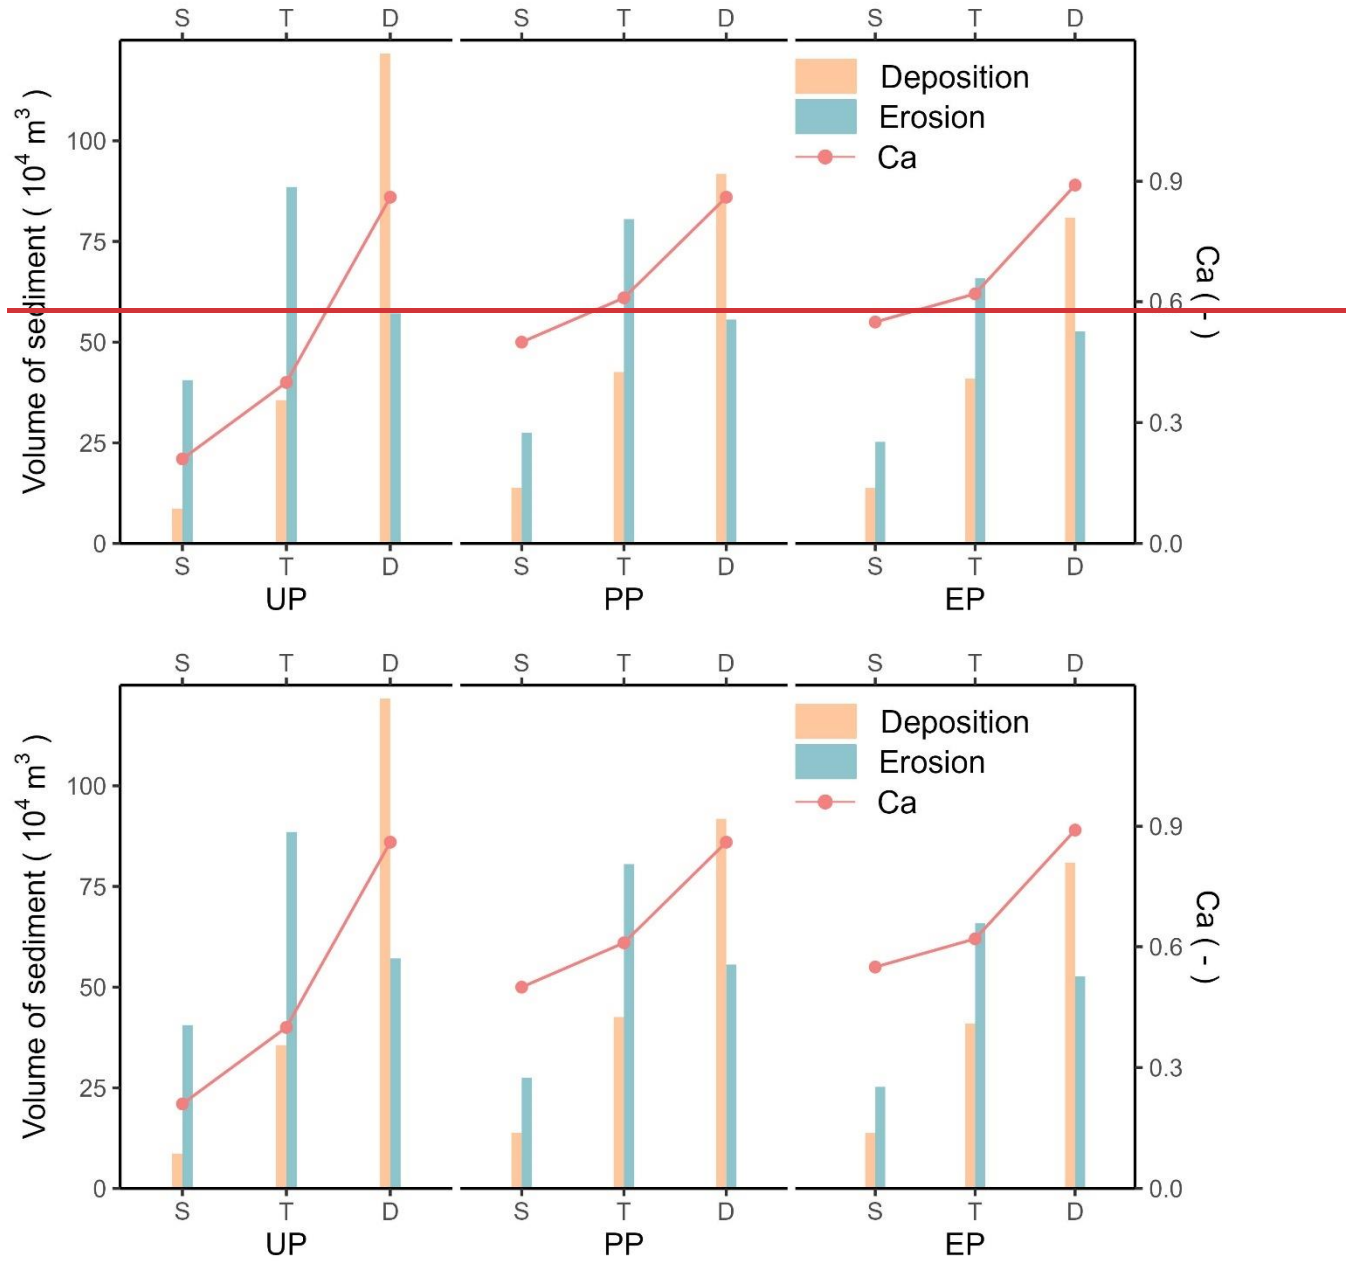 S T D S T D S T D
Deposition
Erosion
Ca
Volume of sediment ( 10⁴ m³ )
100
75
50
25
0
0.9
0.6
0.3
0.0
Ca ( - )
S T D S T D S T D
UP PP EP
S T D S T D S T D
Deposition
Erosion
Ca
Volume of sediment ( 10⁴ m³ )
100
75
50
25
0
0.9
0.6
0.3
0.0
Ca ( - )
S T D S T D S T D
UP PP EP